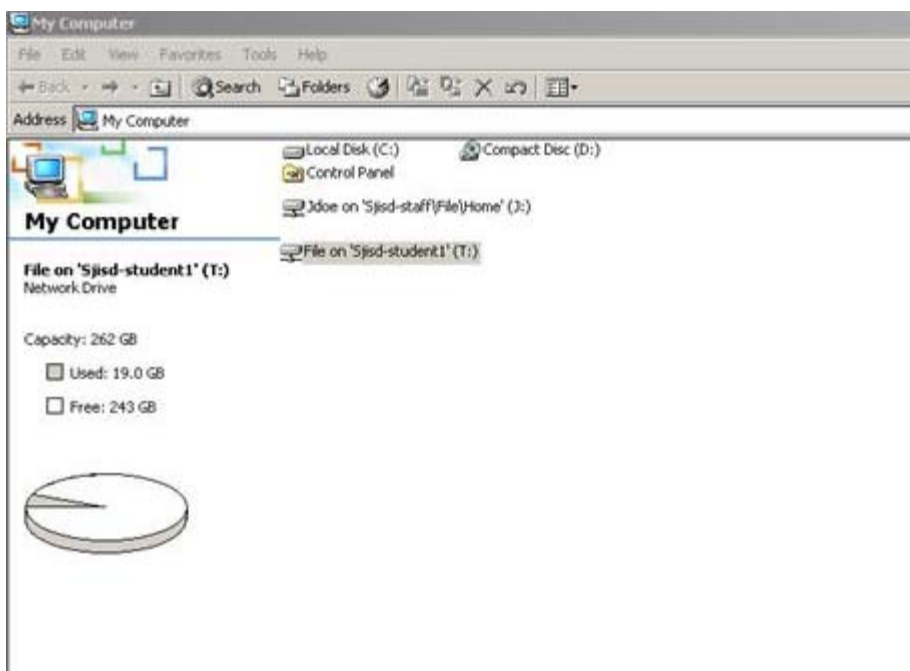 My Computer
File Edit View Favorites Tools Help
Back Search Folders
Address My Computer
Local Disk (C:) Compact Disc (D:)
Control Panel
My Computer
Jdoe on 'Sjisd-staff\File\Home' (J:)
File on 'Sjisd-student1' (T:)
File on 'Sjisd-student1' (T:)
Network Drive
Capacity: 262 GB
Used: 19.0 GB
Free: 243 GB